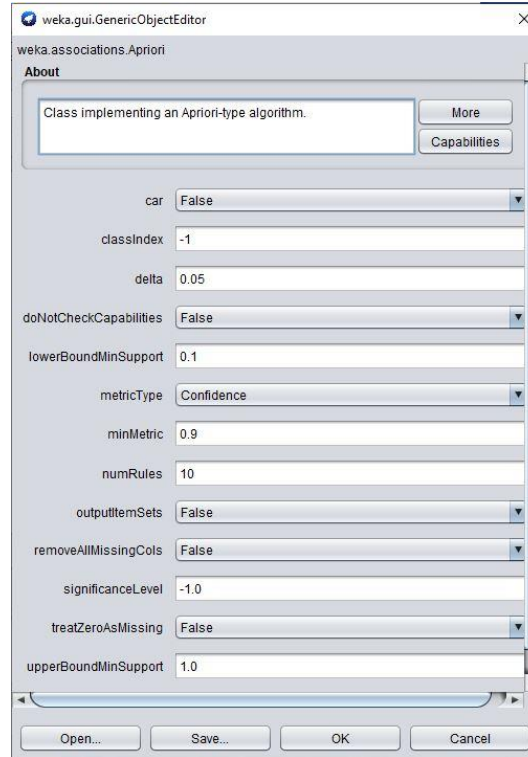 weka.gui.GenericObjectEditor
weka.associations.Apriori
About
Class implementing an Apriori-type algorithm.
More
Capabilities
car False
classIndex -1
delta 0.05
doNotCheckCapabilities False
lowerBoundMinSupport 0.1
metricType Confidence
minMetric 0.9
numRules 10
outputItemSets False
removeAllMissingCols False
significanceLevel -1.0
treatZeroAsMissing False
upperBoundMinSupport 1.0
Open... Save... OK Cancel